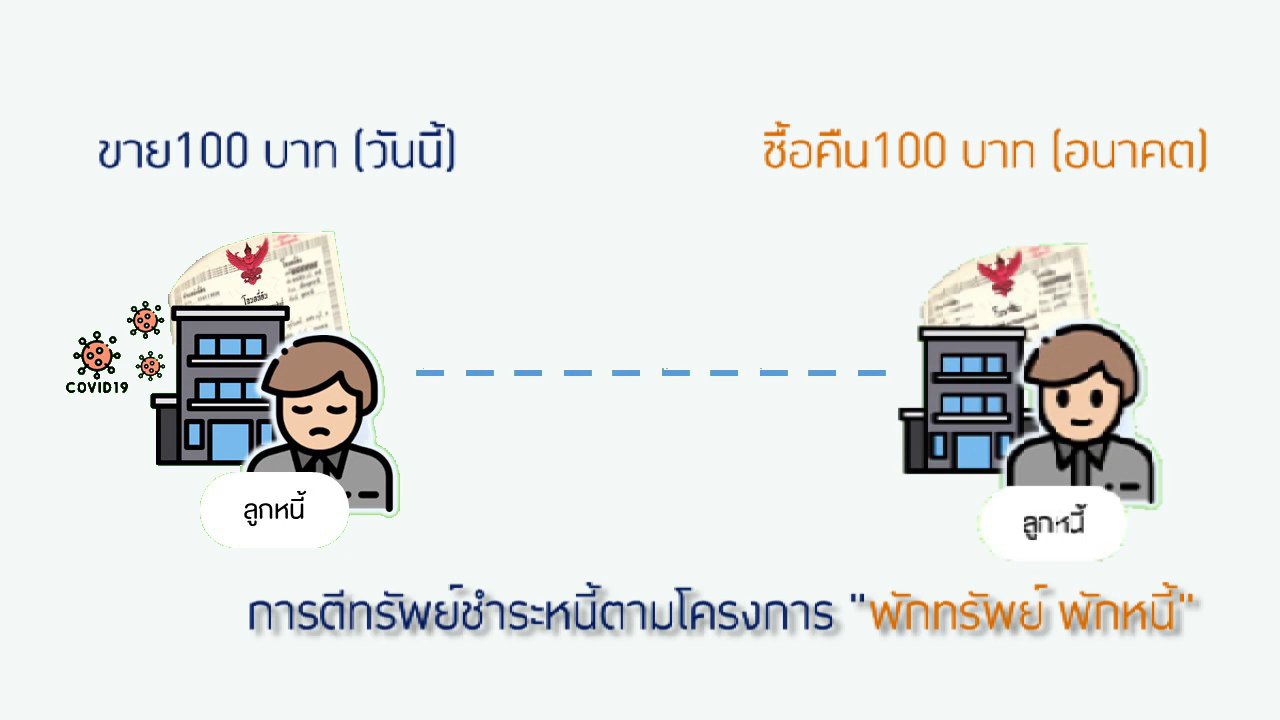 ขาย100 บาท (วันนี้)
ซื้อคืน100 บาท (อนาคต)
COVID19
ลูกหนี้
ลูกหนี้
การตีทรัพย์ชำระหนี้ตามโครงการ "พักทรัพย์ พักหนี้"